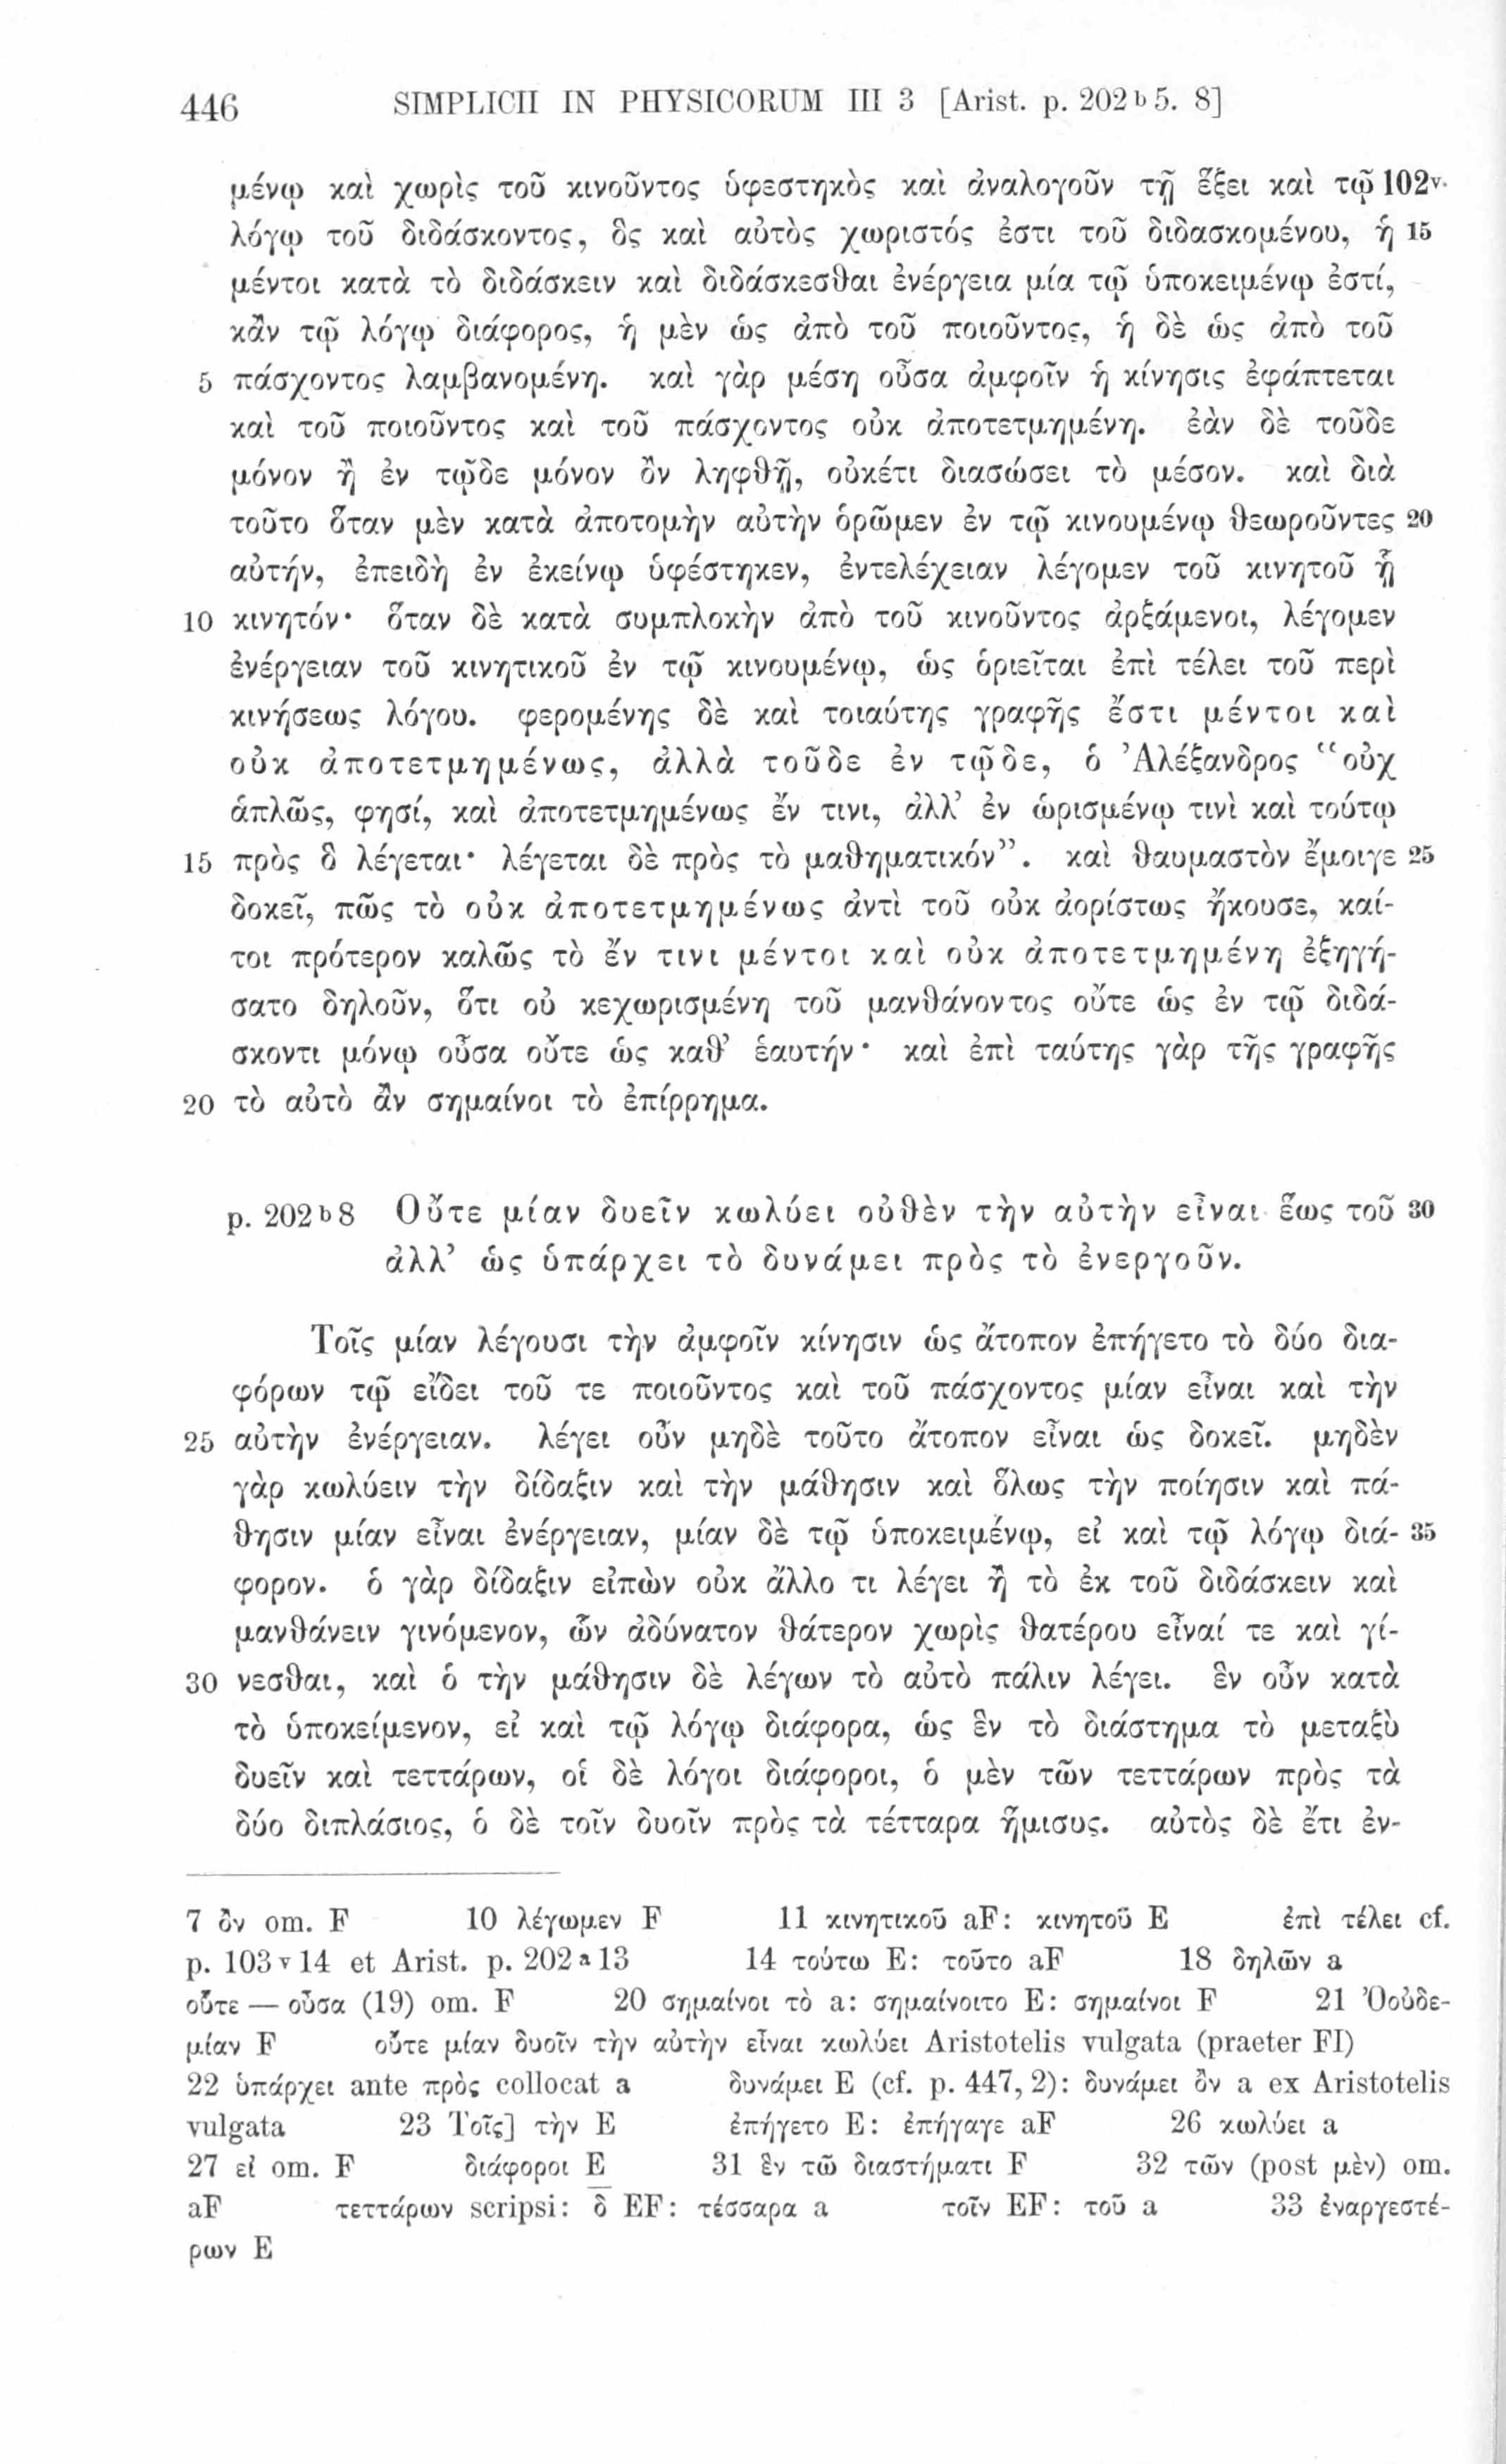 446 SIMPLICII IN PHYSICORUM III 3 [Arist. p. 202 b 5. 8]
μένῳ καὶ χωρὶς τοῦ κινοῦντος ὑφεστηκὸς καὶ ἀναλογοῦν τῇ ἕξει καὶ τῷ 102v.
λόγῳ τοῦ διδάσκοντος, ὃς καὶ αὐτὸς χωριστός ἐστι τοῦ διδασκομένου, ἡ 15
μέντοι κατὰ τὸ διδάσκειν καὶ διδάσκεσθαι ἐνέργεια μία τῷ ὑποκειμένῳ ἐστί,
κἂν τῷ λόγῳ διάφορος, ἡ μὲν ὡς ἀπὸ τοῦ ποιοῦντος, ἡ δὲ ὡς ἀπὸ τοῦ
5 πάσχοντος λαμβανομένη. καὶ γὰρ μέση οὖσα ἀμφοῖν ἡ κίνησις ἐφάπτεται
καὶ τοῦ ποιοῦντος καὶ τοῦ πάσχοντος οὐκ ἀποτετμημένη. ἐὰν δὲ τοῦδε
μόνον ἢ ἐν τῷδε μόνον ὂν ληφθῇ, οὐκέτι διασώσει τὸ μέσον. καὶ διὰ
τοῦτο ὅταν μὲν κατὰ ἀποτομὴν αὐτὴν ὁρῶμεν ἐν τῷ κινουμένῳ θεωροῦντες 20
αὐτήν, ἐπειδὴ ἐν ἐκείνῳ ὑφέστηκεν, ἐντελέχειαν λέγομεν τοῦ κινητοῦ ᾗ
10 κινητόν· ὅταν δὲ κατὰ συμπλοκὴν ἀπὸ τοῦ κινοῦντος ἀρξάμενοι, λέγομεν
ἐνέργειαν τοῦ κινητικοῦ ἐν τῷ κινουμένῳ, ὡς ὁριεῖται ἐπὶ τέλει τοῦ περὶ
κινήσεως λόγου. φερομένης δὲ καὶ τοιαύτης γραφῆς ἔστι μέντοι καὶ
οὐκ ἀποτετμημένως, ἀλλὰ τοῦδε ἐν τῷδε, ὁ Ἀλέξανδρος “οὐχ
ἁπλῶς, φησί, καὶ ἀποτετμημένως ἔν τινι, ἀλλ’ ἐν ὡρισμένῳ τινὶ καὶ τούτῳ
15 πρὸς ὃ λέγεται· λέγεται δὲ πρὸς τὸ μαθηματικόν”. καὶ θαυμαστὸν ἔμοιγε 25
δοκεῖ, πῶς τὸ οὐκ ἀποτετμημένως ἀντὶ τοῦ οὐκ ἀορίστως ἤκουσε, καί-
τοι πρότερον καλῶς τὸ ἔν τινι μέντοι καὶ οὐκ ἀποτετμημένη ἐξηγή-
σατο δηλοῦν, ὅτι οὐ κεχωρισμένη τοῦ μανθάνοντος οὔτε ὡς ἐν τῷ διδά-
σκοντι μόνῳ οὖσα οὔτε ὡς καθ’ ἑαυτήν· καὶ ἐπὶ ταύτης γὰρ τῆς γραφῆς
20 τὸ αὐτὸ ἂν σημαίνοι τὸ ἐπίρρημα.
p. 202 b 8 Οὔτε μίαν δυεῖν κωλύει οὐθὲν τὴν αὐτὴν εἶναι ἕως τοῦ 30
ἀλλ’ ὡς ὑπάρχει τὸ δυνάμει πρὸς τὸ ἐνεργοῦν.
Τοῖς μίαν λέγουσι τὴν ἀμφοῖν κίνησιν ὡς ἄτοπον ἐπήγετο τὸ δύο δια-
φόρων τῷ εἴδει τοῦ τε ποιοῦντος καὶ τοῦ πάσχοντος μίαν εἶναι καὶ τὴν
25 αὐτὴν ἐνέργειαν. λέγει οὖν μηδὲ τοῦτο ἄτοπον εἶναι ὡς δοκεῖ. μηδὲν
γὰρ κωλύειν τὴν δίδαξιν καὶ τὴν μάθησιν καὶ ὅλως τὴν ποίησιν καὶ πά-
θησιν μίαν εἶναι ἐνέργειαν, μίαν δὲ τῷ ὑποκειμένῳ, εἰ καὶ τῷ λόγῳ διά- 35
φορον. ὁ γὰρ δίδαξιν εἰπὼν οὐκ ἄλλο τι λέγει ἢ τὸ ἐκ τοῦ διδάσκειν καὶ
μανθάνειν γινόμενον, ὧν ἀδύνατον θάτερον χωρὶς θατέρου εἶναί τε καὶ γί-
30 νεσθαι, καὶ ὁ τὴν μάθησιν δὲ λέγων τὸ αὐτὸ πάλιν λέγει. ἓν οὖν κατὰ
τὸ ὑποκείμενον, εἰ καὶ τῷ λόγῳ διάφορα, ὡς ἓν τὸ διάστημα τὸ μεταξὺ
δυεῖν καὶ τεττάρων, οἱ δὲ λόγοι διάφοροι, ὁ μὲν τῶν τεττάρων πρὸς τὰ
δύο διπλάσιος, ὁ δὲ τοῖν δυοῖν πρὸς τὰ τέτταρα ἥμισυς. αὐτὸς δὲ ἔτι ἐν-
7 ὂν om. F 10 λέγωμεν F 11 κινητικοῦ aF: κινητοῦ E ἐπὶ τέλει cf.
p. 103 v 14 et Arist. p. 202 a 13 14 τούτω E: τοῦτο aF 18 δηλῶν a
οὔτε — οὖσα (19) om. F 20 σημαίνοι τὸ a: σημαίνοιτο E: σημαίνοι F 21 Ὁοὐδε-
μίαν F οὔτε μίαν δυοῖν τὴν αὐτὴν εἶναι κωλύει Aristotelis vulgata (praeter FI)
22 ὑπάρχει ante πρὸς collocat a δυνάμει E (cf. p. 447, 2): δυνάμει ὂν a ex Aristotelis
vulgata 23 Τοῖς] τὴν E ἐπήγετο E: ἐπήγαγε aF 26 κωλύει a
27 εἰ om. F διάφοροι E 31 ἓν τῶ διαστήματι F 32 τῶν (post μὲν) om.
aF τεττάρων scripsi: δ̅ EF: τέσσαρα a τοῖν EF: τοῦ a 33 ἐναργεστέ-
ρων E